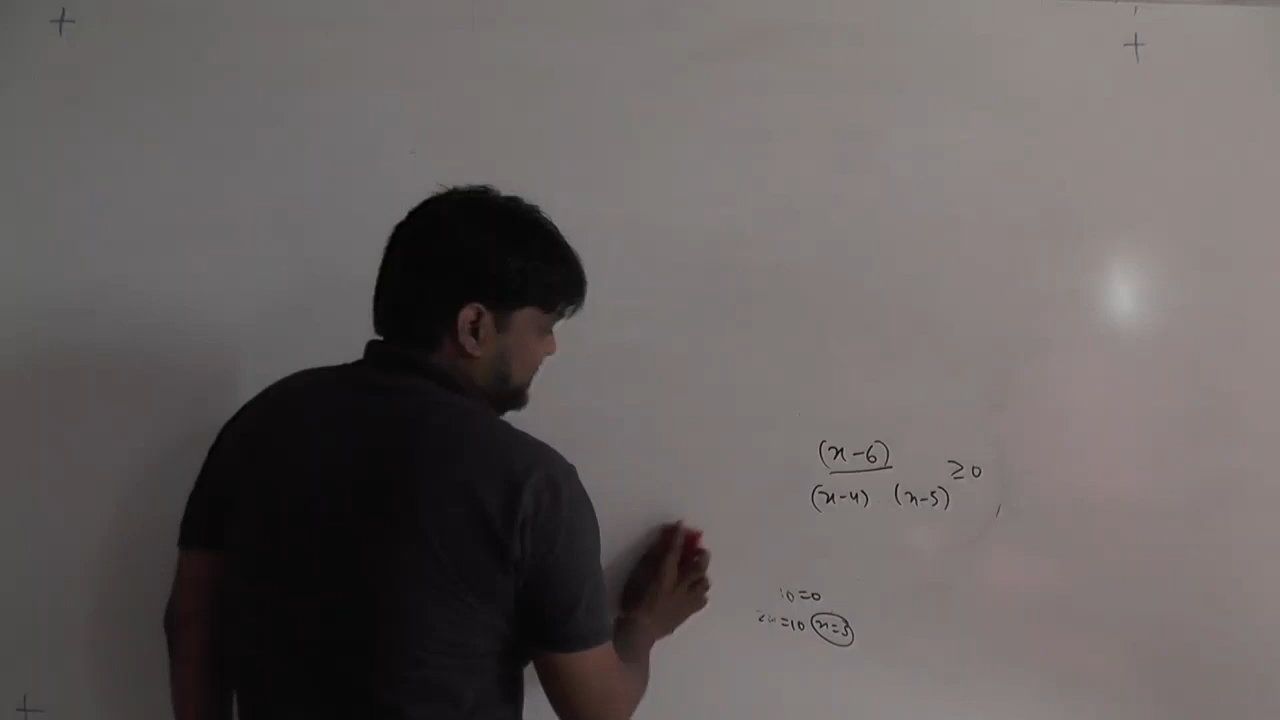 (x-6)
(x-4) (x-5) ≥0
10=0
2x=10 x=5